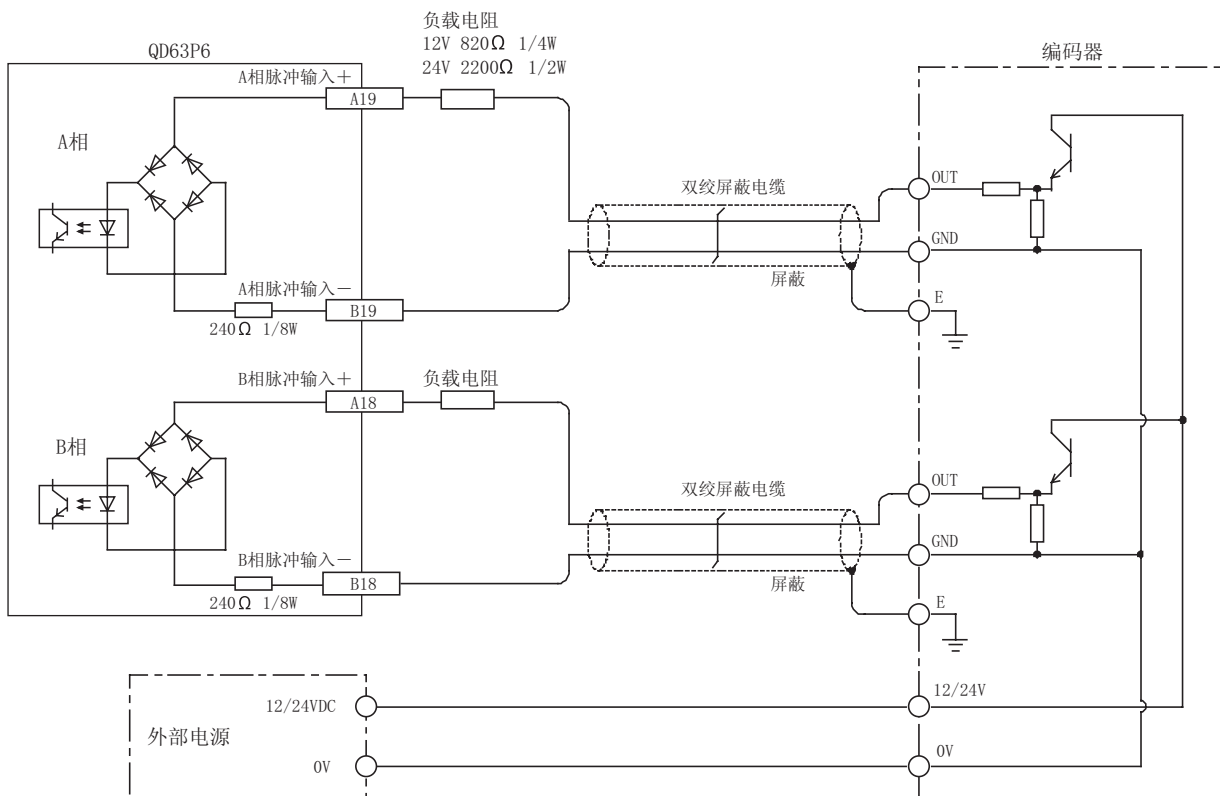 负载电阻
12V 820Ω 1/4W
24V 2200Ω 1/2W
QD63P6
编码器
A相脉冲输入＋
A19
A相
双绞屏蔽电缆
OUT
GND
屏蔽
E
A相脉冲输入－
B19
240Ω 1/8W
B相脉冲输入＋
负载电阻
A18
B相
双绞屏蔽电缆
OUT
GND
屏蔽
B相脉冲输入－
B18
240Ω 1/8W
E
12/24VDC
12/24V
外部电源
0V
0V